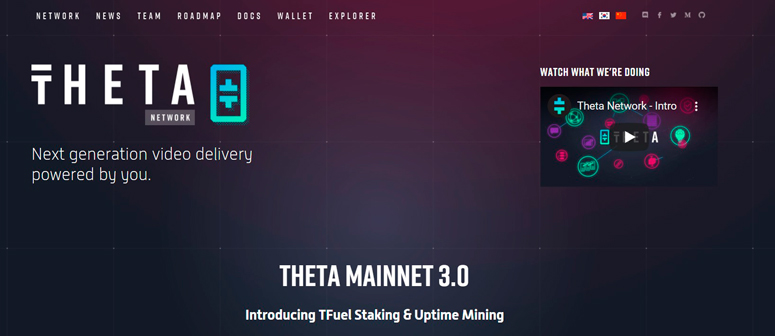 NETWORK NEWS TEAM ROADMAP DOCS WALLET EXPLORER
THETA
NETWORK
Next generation video delivery
powered by you.
WATCH WHAT WE'RE DOING
Theta Network - Intro
THETA
THETA MAINNET 3.0
Introducing TFuel Staking & Uptime Mining